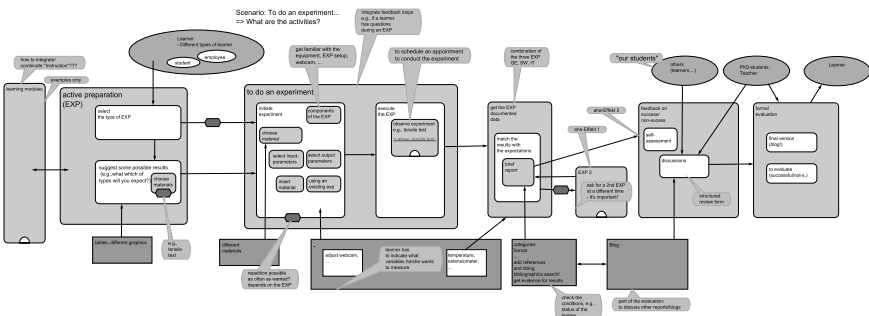 Scenario: To do an experiment...
=> What are the activities?
Learner
- Different types of learner
employee
student
how to integrate/
combine "Instruction"???
examples only
learning modules
active preparation
(EXP)
select
the type of EXP
suggest some possible results
(e.g.,what which of
types will you expect?)
choose
materials
e.g.,
tensile
test
tables, different graphics
Integrate feedback loops
e.g., if a learner
has questions
during an EXP
get familiar with the
equipment, EXP setup,
webcam, ...
to schedule an appointment
to conduct the experiment
to do an experiment
initiate
experiment
components
of the EXP
choose
material
select Input-
parameters
select output
parameters
insert
material
using an
existing exp
execute
the EXP
observe experiment
e.g., tensile test
different
materials
repetition possible
as often as wanted?
depends on the EXP
adjust webcam,
...
learner has
to indicate what
variables he/she wants
to measure
temperature,
extensiometer,
...
combination of
the three EXP
DE, SW, IT
get the EXP
documented
data
match the
results with
the expectations
brief
report
aha-Effekt 1
aha-Effekt 2
EXP 2
ask for a 2nd EXP
at a different time
- it's important!
categories
format
...
add references
and doing
bibliographics search!
get evidence for results
check the
conditions, e.g.,
status of the
Blog
part of the evaluation:
to discuss other reports/blogs
"our students"
others
(learners,...)
PhD-students,
Teacher
Learner
feedback on
success/
non-sucess
self-
assessment
discusssions
structured
review form
formal
evaluation
final version
(blog!)
to evaluate